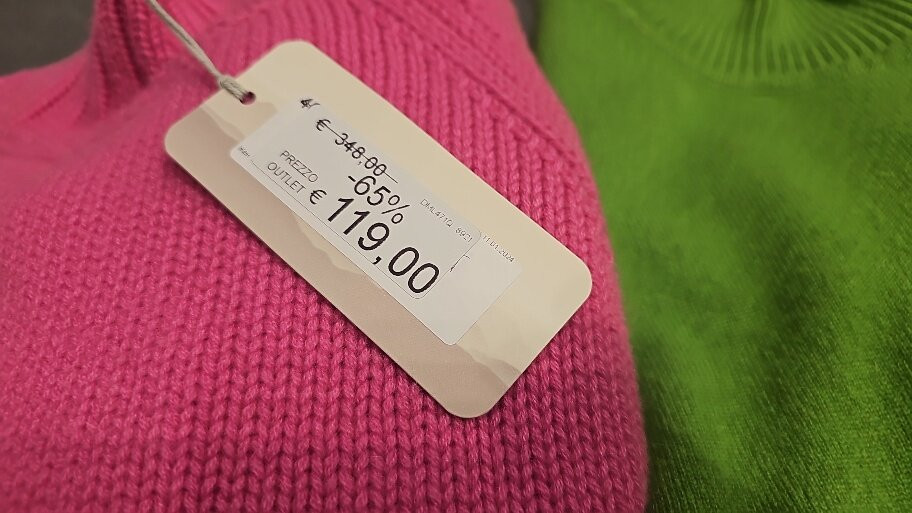 € 348,00
-65%
PREZZO
OUTLET € 119,00